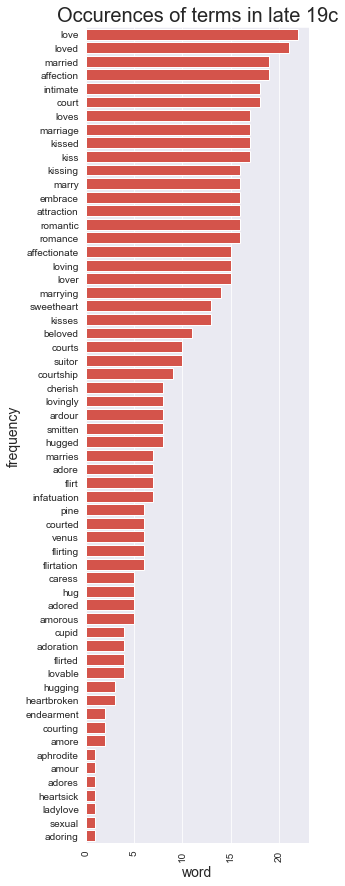 Occurences of terms in late 19c
love
loved
married
affection
intimate
court
loves
marriage
kissed
kiss
kissing
marry
embrace
attraction
romantic
romance
affectionate
loving
lover
marrying
sweetheart
kisses
beloved
courts
suitor
courtship
cherish
lovingly
ardour
smitten
hugged
marries
adore
flirt
infatuation
pine
courted
venus
flirting
flirtation
caress
hug
adored
amorous
cupid
adoration
flirted
lovable
hugging
heartbroken
endearment
courting
amore
aphrodite
amour
adores
heartsick
ladylove
sexual
adoring
frequency
0 5 10 15 20
word